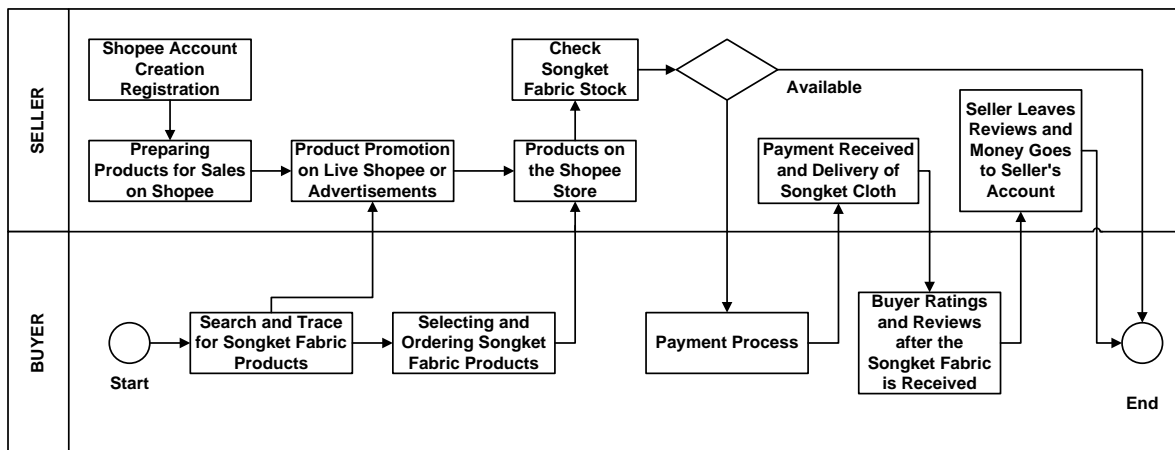 SELLER
Shopee Account
Creation
Registration
Preparing
Products for Sales
on Shopee
Product Promotion
on Live Shopee or
Advertisements
Check
Songket
Fabric Stock
Products on
the Shopee
Store
Available
Payment Received
and Delivery of
Songket Cloth
Seller Leaves
Reviews and
Money Goes
to Seller's
Account
BUYER
Start
Search and Trace
for Songket Fabric
Products
Selecting and
Ordering Songket
Fabric Products
Payment Process
Buyer Ratings
and Reviews
after the
Songket Fabric
is Received
End